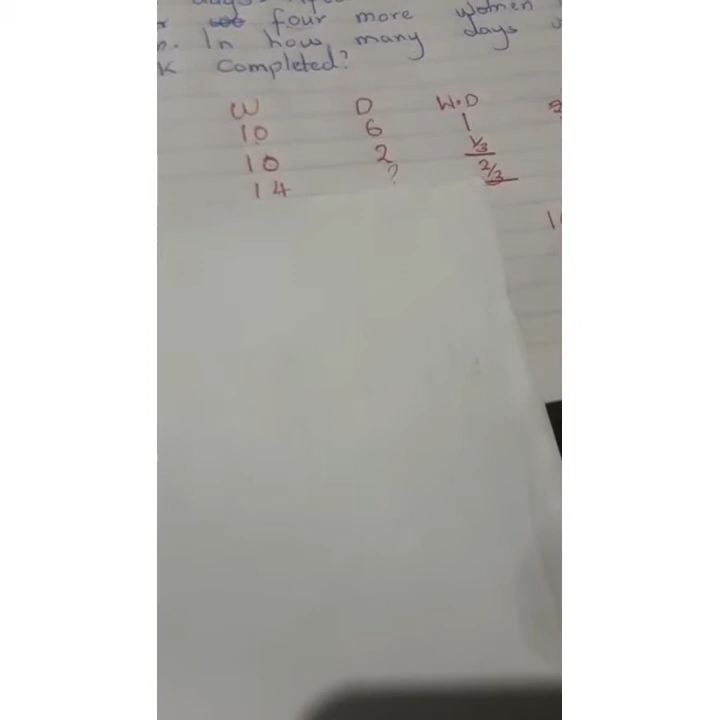 four more women
In how many days
completed?
W D W.D
10 6 1
10 2 1/3
14 ? 2/3